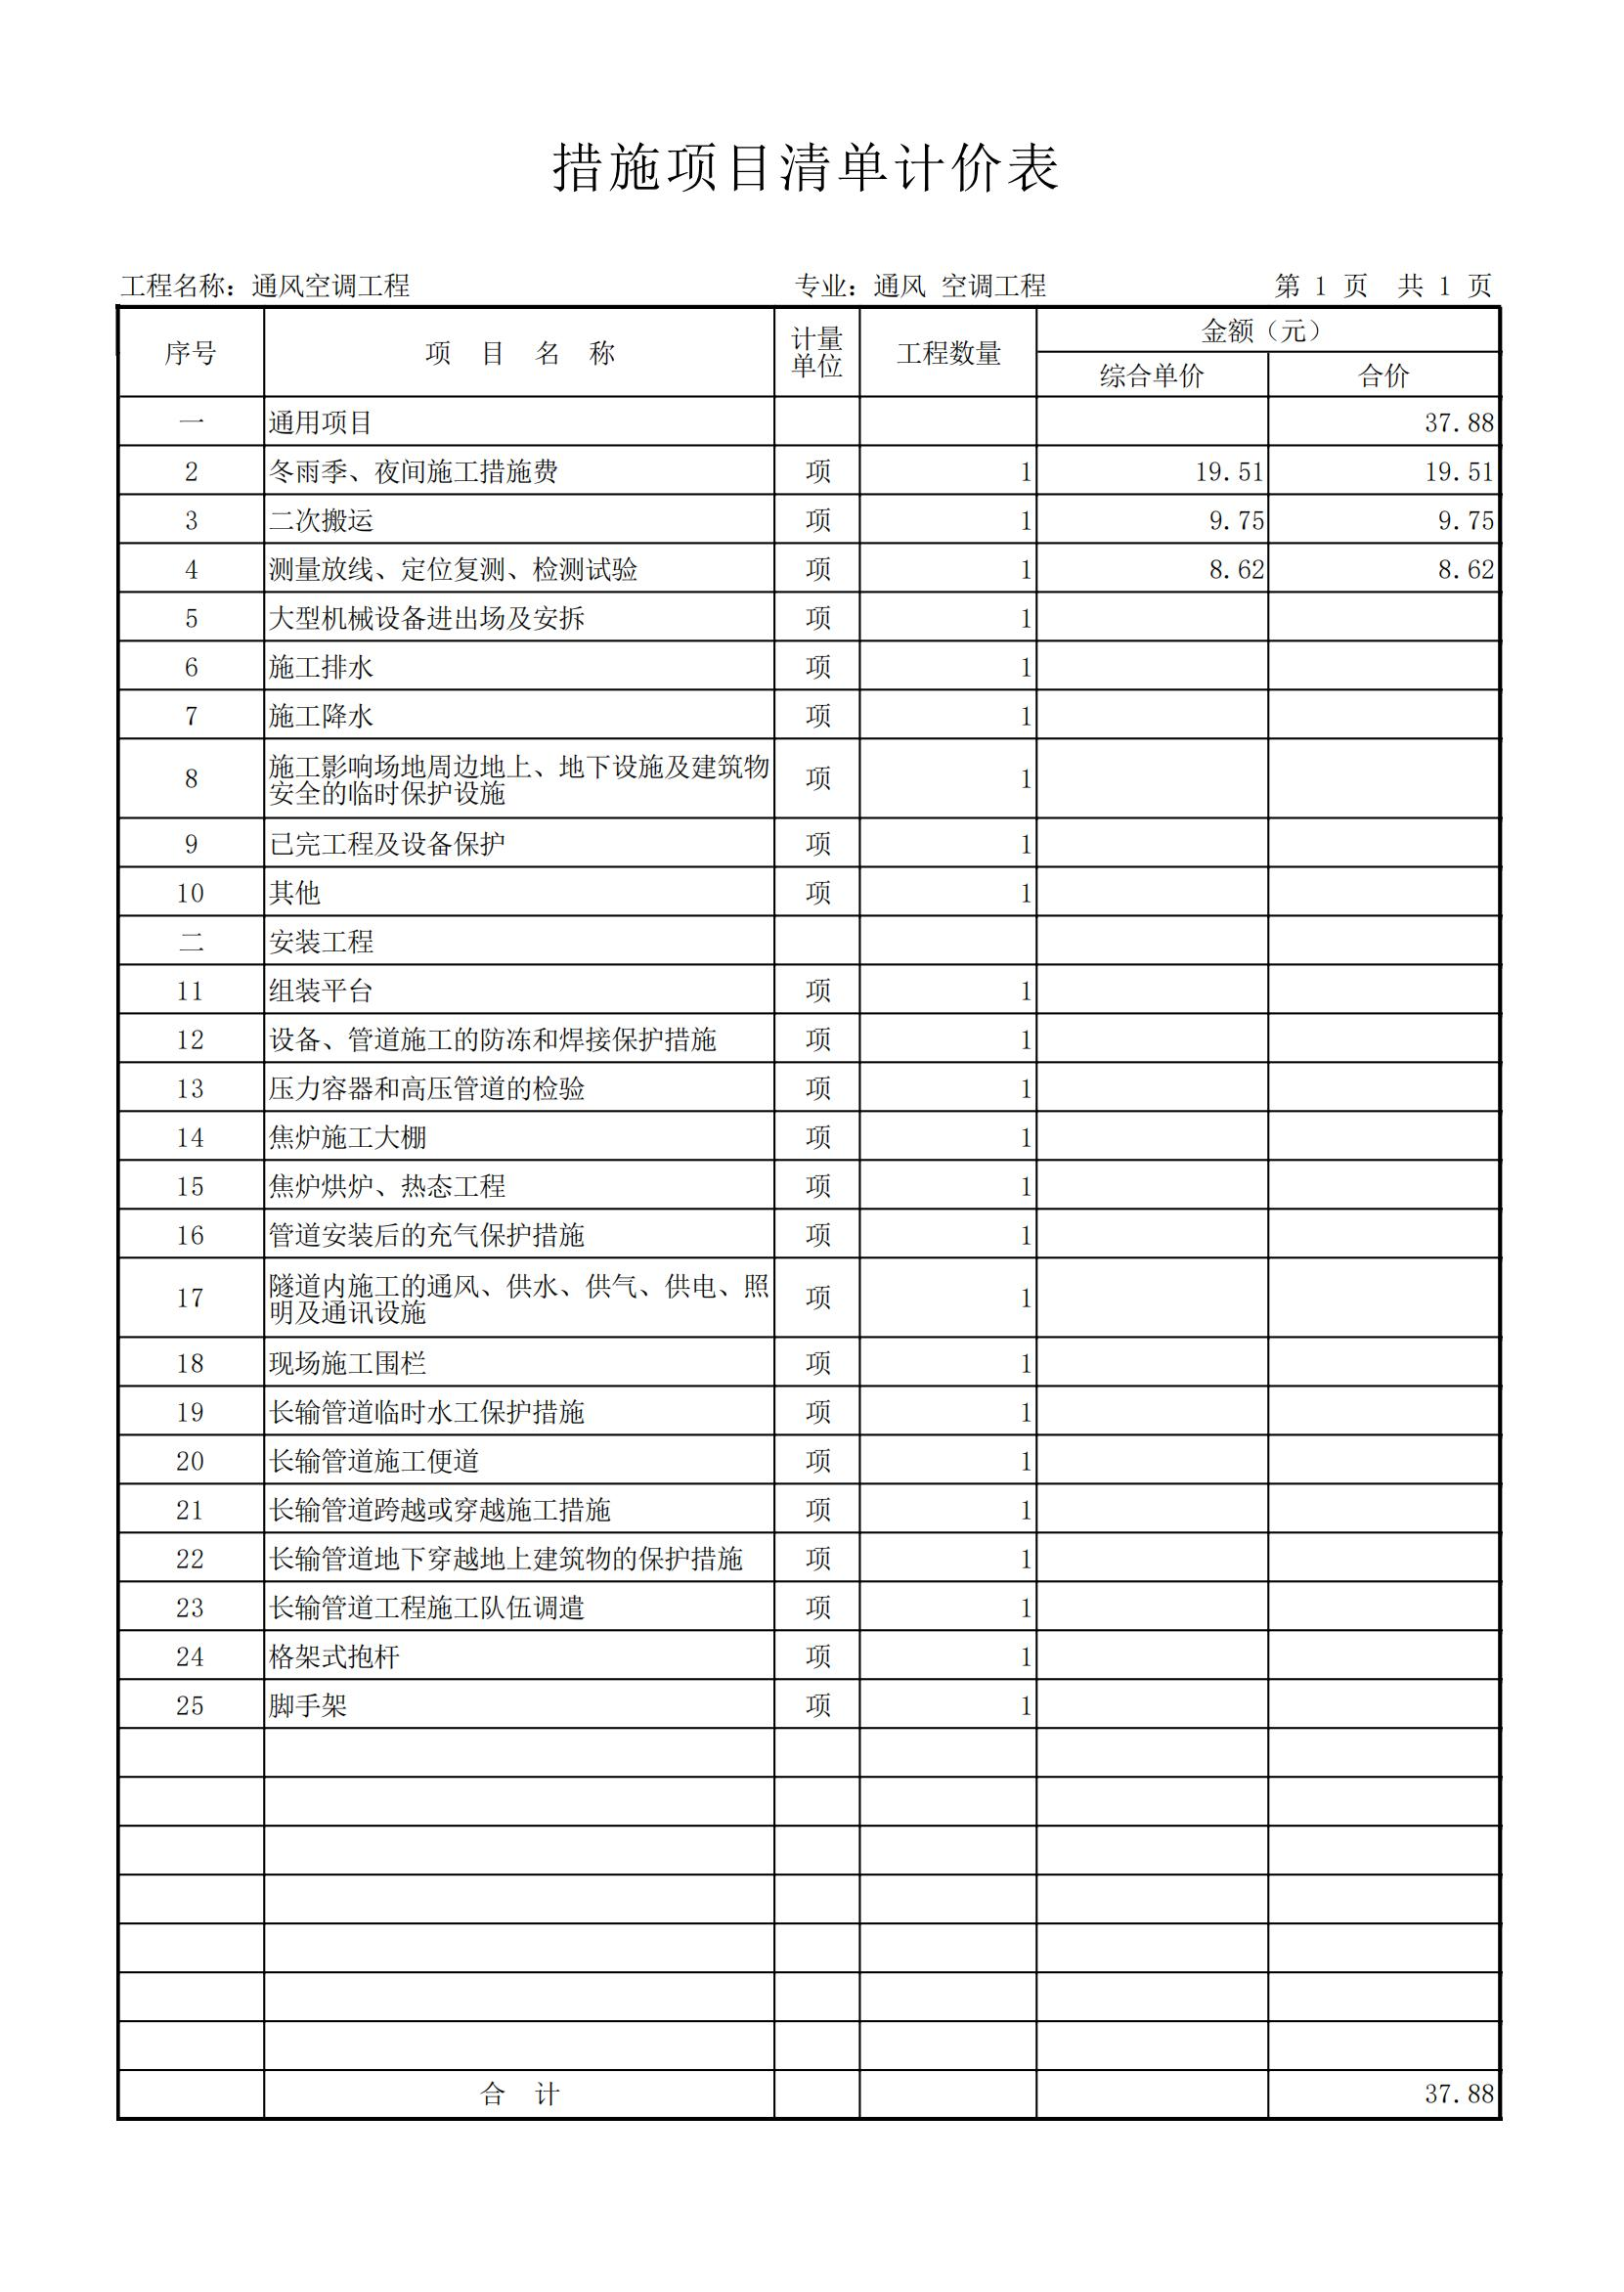 措施项目清单计价表
工程名称：通风空调工程 专业：通风 空调工程 第 1 页 共 1 页
序号 项 目 名 称 计量单位 工程数量 金额（元）
综合单价 合价
一 通用项目 37.88
2 冬雨季、夜间施工措施费 项 1 19.51 19.51
3 二次搬运 项 1 9.75 9.75
4 测量放线、定位复测、检测试验 项 1 8.62 8.62
5 大型机械设备进出场及安拆 项 1
6 施工排水 项 1
7 施工降水 项 1
8 施工影响场地周边地上、地下设施及建筑物安全的临时保护设施 项 1
9 已完工程及设备保护 项 1
10 其他 项 1
二 安装工程
11 组装平台 项 1
12 设备、管道施工的防冻和焊接保护措施 项 1
13 压力容器和高压管道的检验 项 1
14 焦炉施工大棚 项 1
15 焦炉烘炉、热态工程 项 1
16 管道安装后的充气保护措施 项 1
17 隧道内施工的通风、供水、供气、供电、照明及通讯设施 项 1
18 现场施工围栏 项 1
19 长输管道临时水工保护措施 项 1
20 长输管道施工便道 项 1
21 长输管道跨越或穿越施工措施 项 1
22 长输管道地下穿越地上建筑物的保护措施 项 1
23 长输管道工程施工队伍调遣 项 1
24 格架式抱杆 项 1
25 脚手架 项 1
合 计 37.88